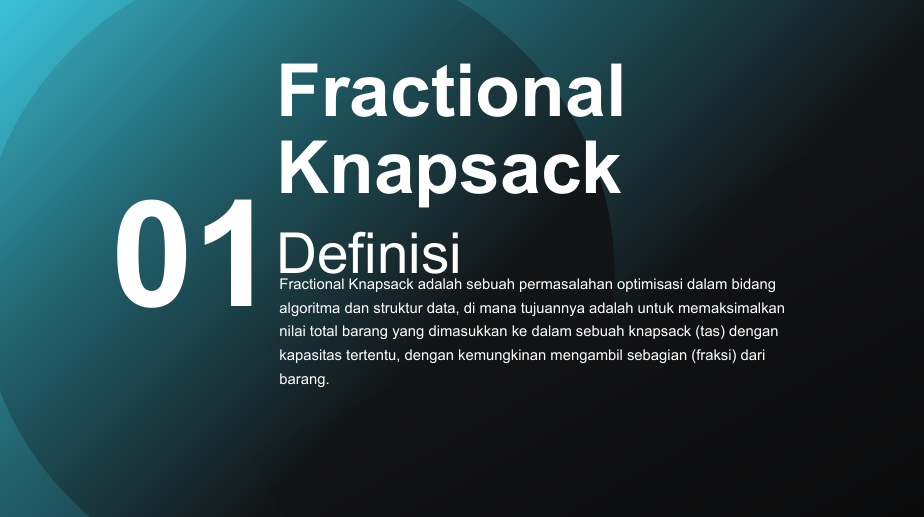 Fractional
Knapsack
01
Definisi
Fractional Knapsack adalah sebuah permasalahan optimisasi dalam bidang
algoritma dan struktur data, di mana tujuannya adalah untuk memaksimalkan
nilai total barang yang dimasukkan ke dalam sebuah knapsack (tas) dengan
kapasitas tertentu, dengan kemungkinan mengambil sebagian (fraksi) dari
barang.